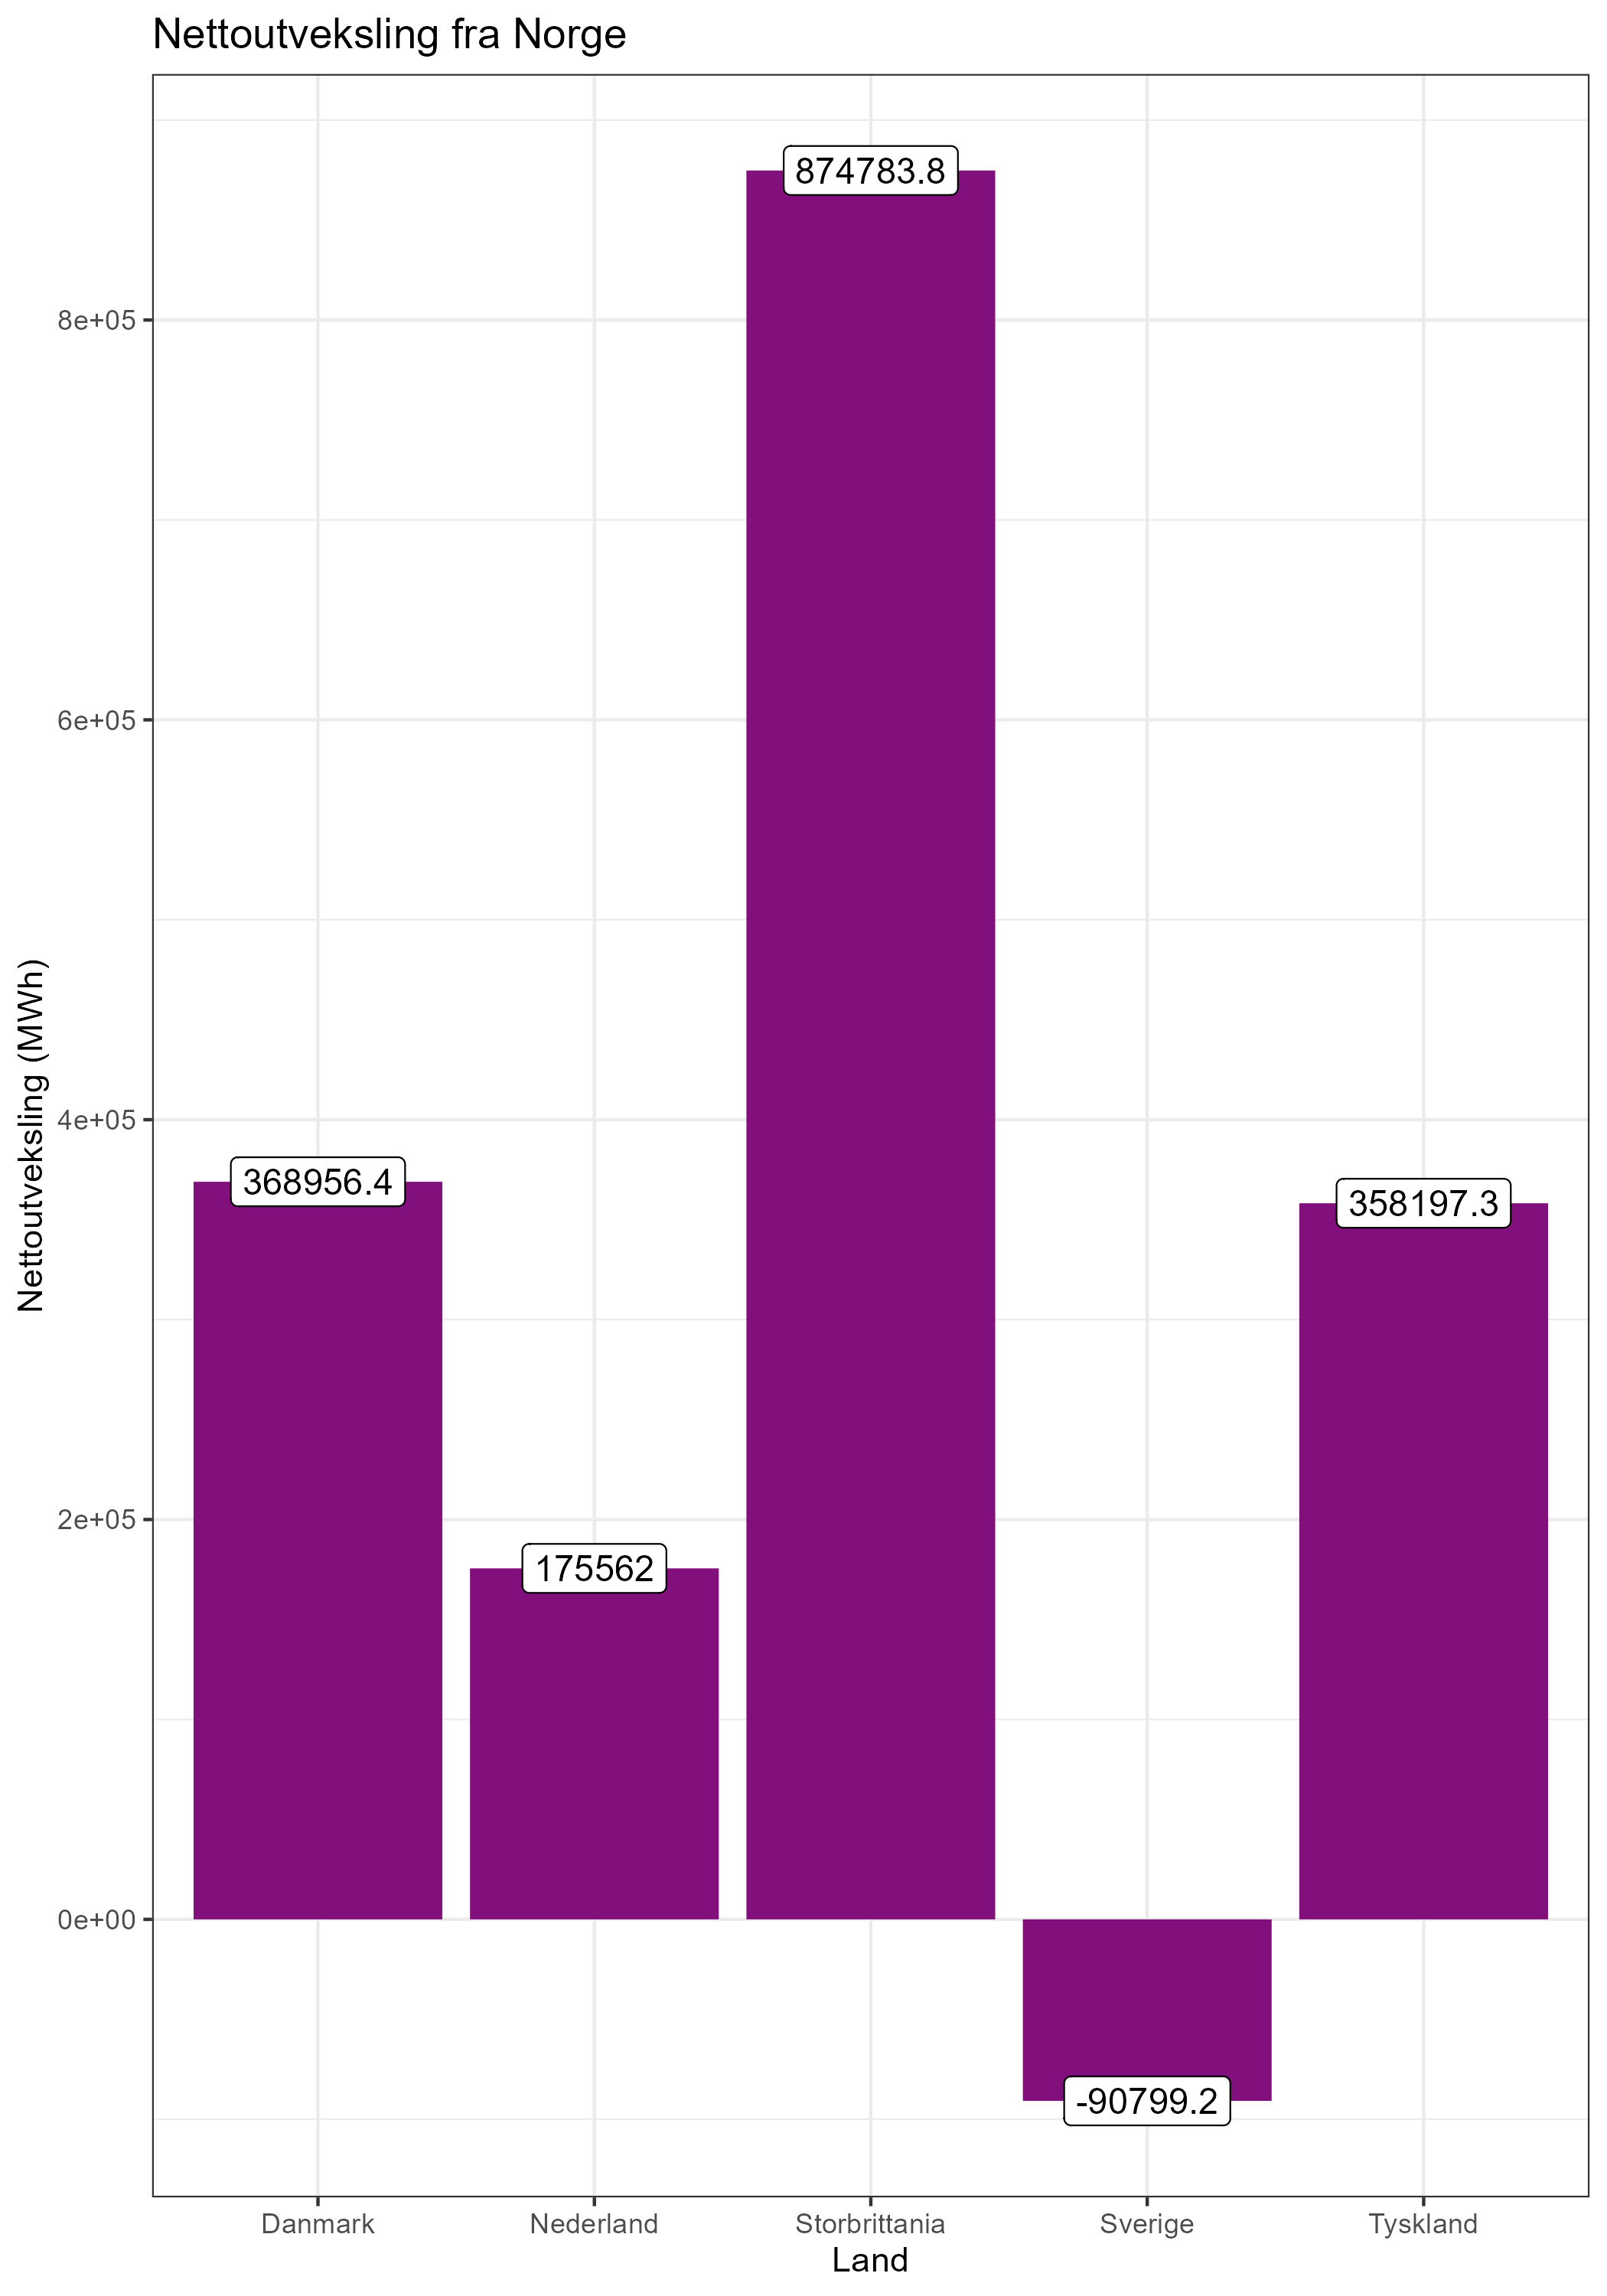 Nettoutveksling fra Norge
874783.8
8e+05
6e+05
Nettoutveksling (MWh)
4e+05
368956.4
358197.3
2e+05
175562
0e+00
-90799.2
Danmark Nederland Storbrittania Sverige Tyskland
Land